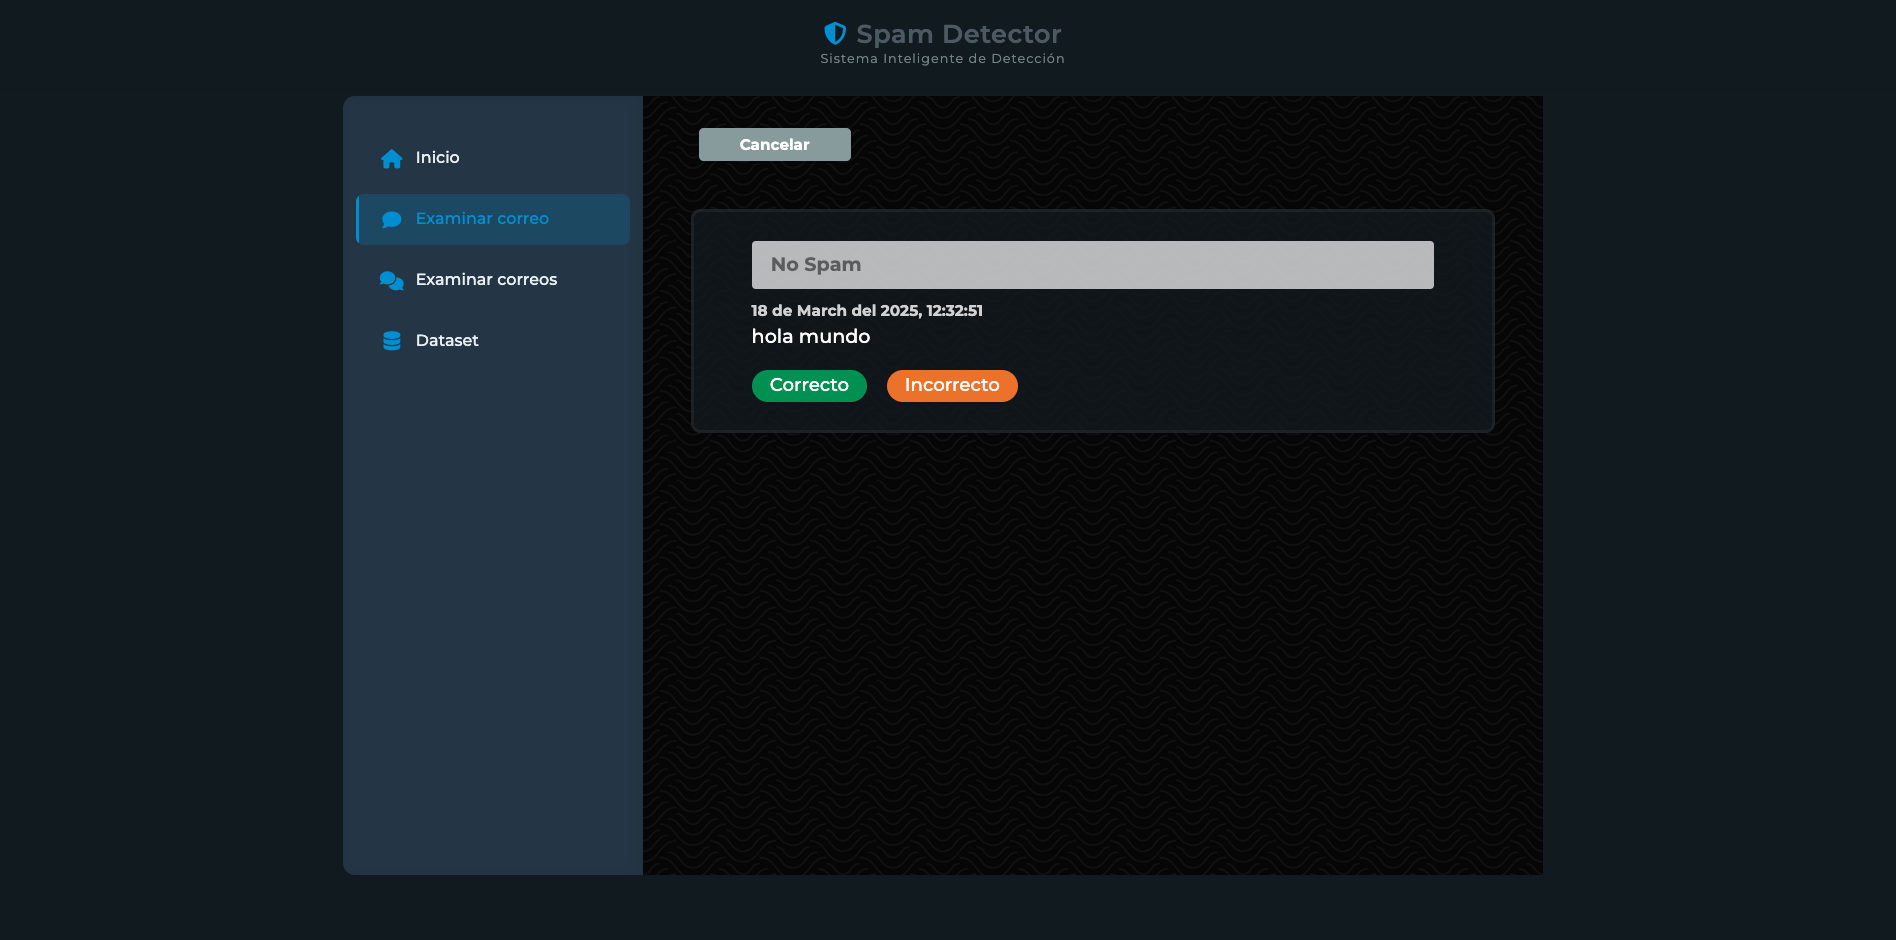 Spam Detector
Sistema Inteligente de Detección
Inicio
Examinar correo
Examinar correos
Dataset
Cancelar
No Spam
18 de March del 2025, 12:32:51
hola mundo
Correcto
Incorrecto